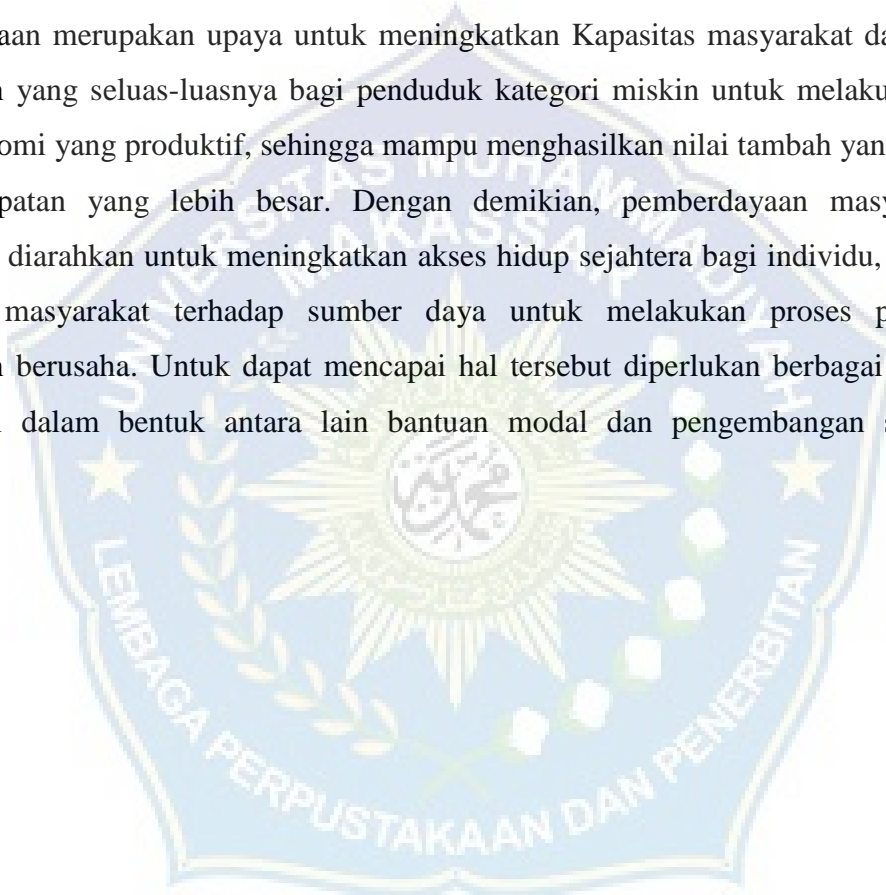 aan merupakan upaya untuk meningkatkan Kapasitas masyarakat da
yang seluas-luasnya bagi penduduk kategori miskin untuk melaku
omi yang produktif, sehingga mampu menghasilkan nilai tambah yan
patan yang lebih besar. Dengan demikian, pemberdayaan masy
diarahkan untuk meningkatkan akses hidup sejahtera bagi individu,
masyarakat terhadap sumber daya untuk melakukan proses p
berusaha. Untuk dapat mencapai hal tersebut diperlukan berbagai
dalam bentuk antara lain bantuan modal dan pengembangan s
UNIVERSITAS MUHAMMADIYAH
MAKASSAR
LEMBAGA PERPUSTAKAAN DAN PENERBITAN